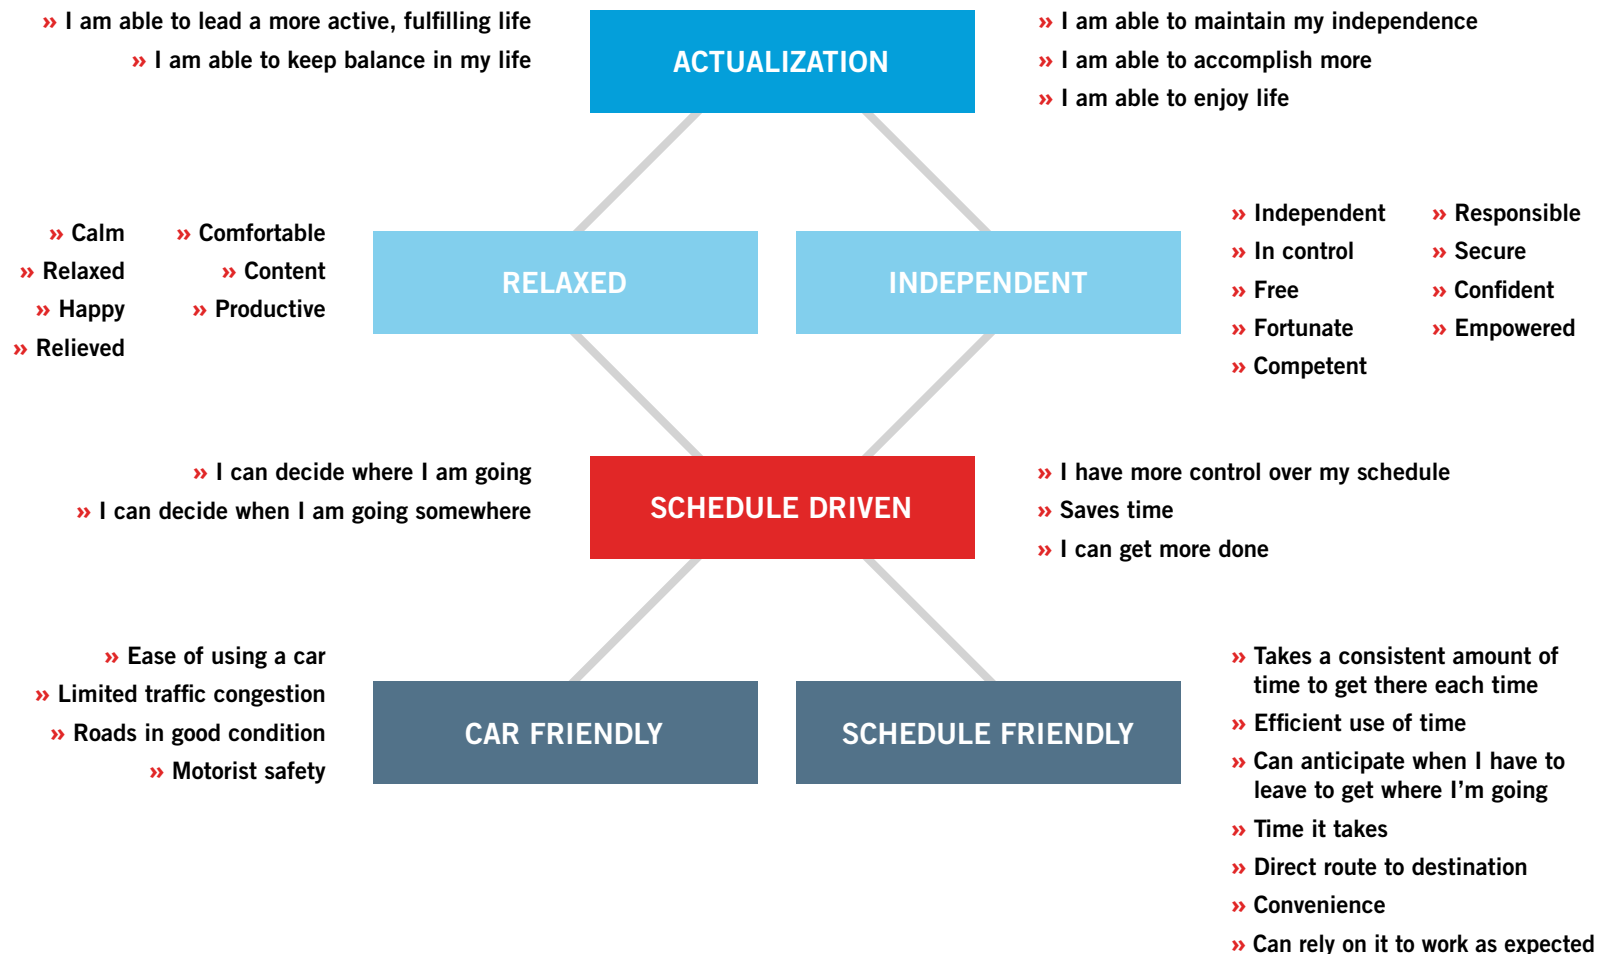 » I am able to lead a more active, fulfilling life
» I am able to keep balance in my life
ACTUALIZATION
» I am able to maintain my independence
» I am able to accomplish more
» I am able to enjoy life
» Calm
» Relaxed
» Happy
» Relieved
» Comfortable
» Content
» Productive
RELAXED
INDEPENDENT
» Independent
» In control
» Free
» Fortunate
» Competent
» Responsible
» Secure
» Confident
» Empowered
» I can decide where I am going
» I can decide when I am going somewhere
SCHEDULE DRIVEN
» I have more control over my schedule
» Saves time
» I can get more done
» Ease of using a car
» Limited traffic congestion
» Roads in good condition
» Motorist safety
CAR FRIENDLY
SCHEDULE FRIENDLY
» Takes a consistent amount of
time to get there each time
» Efficient use of time
» Can anticipate when I have to
leave to get where I'm going
» Time it takes
» Direct route to destination
» Convenience
» Can rely on it to work as expected